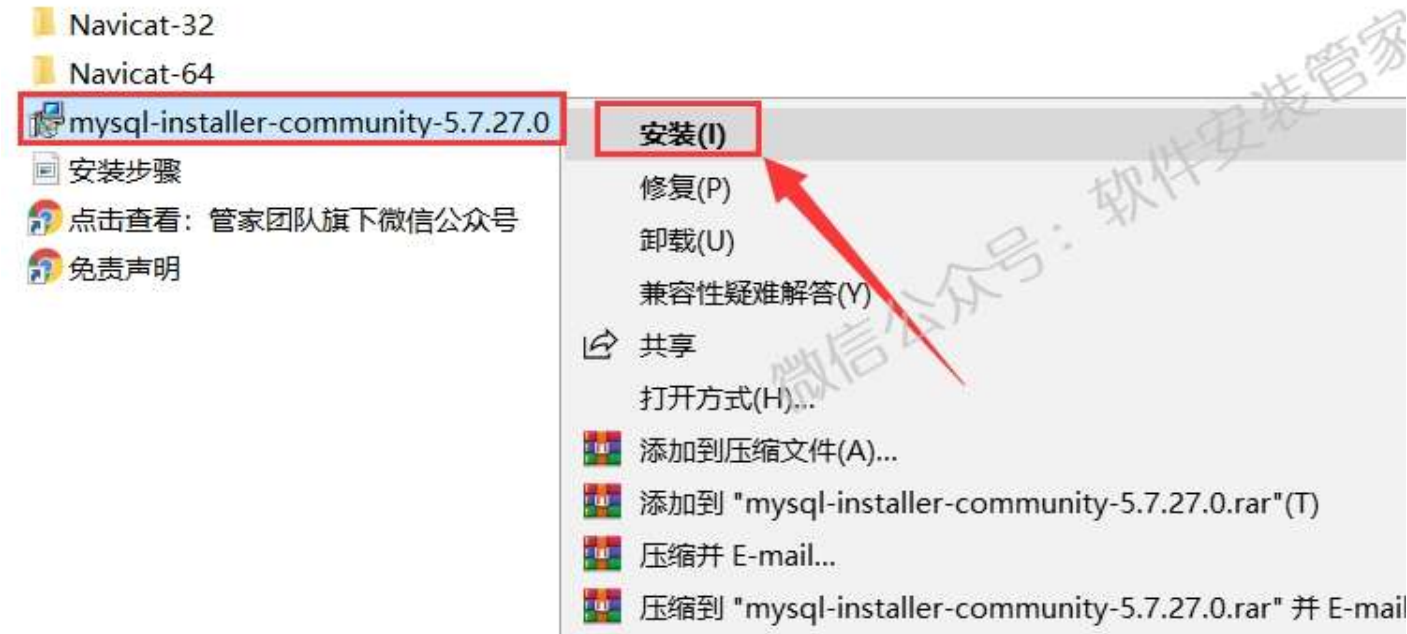 Navicat-32
Navicat-64
mysql-installer-community-5.7.27.0
安装步骤
点击查看：管家团队旗下微信公众号
免责声明
安装(I)
修复(P)
卸载(U)
兼容性疑难解答(Y)
共享
打开方式(H)...
添加到压缩文件(A)...
添加到 "mysql-installer-community-5.7.27.0.rar"(T)
压缩并 E-mail...
压缩到 "mysql-installer-community-5.7.27.0.rar" 并 E-mail
微信公众号：软件安装管家